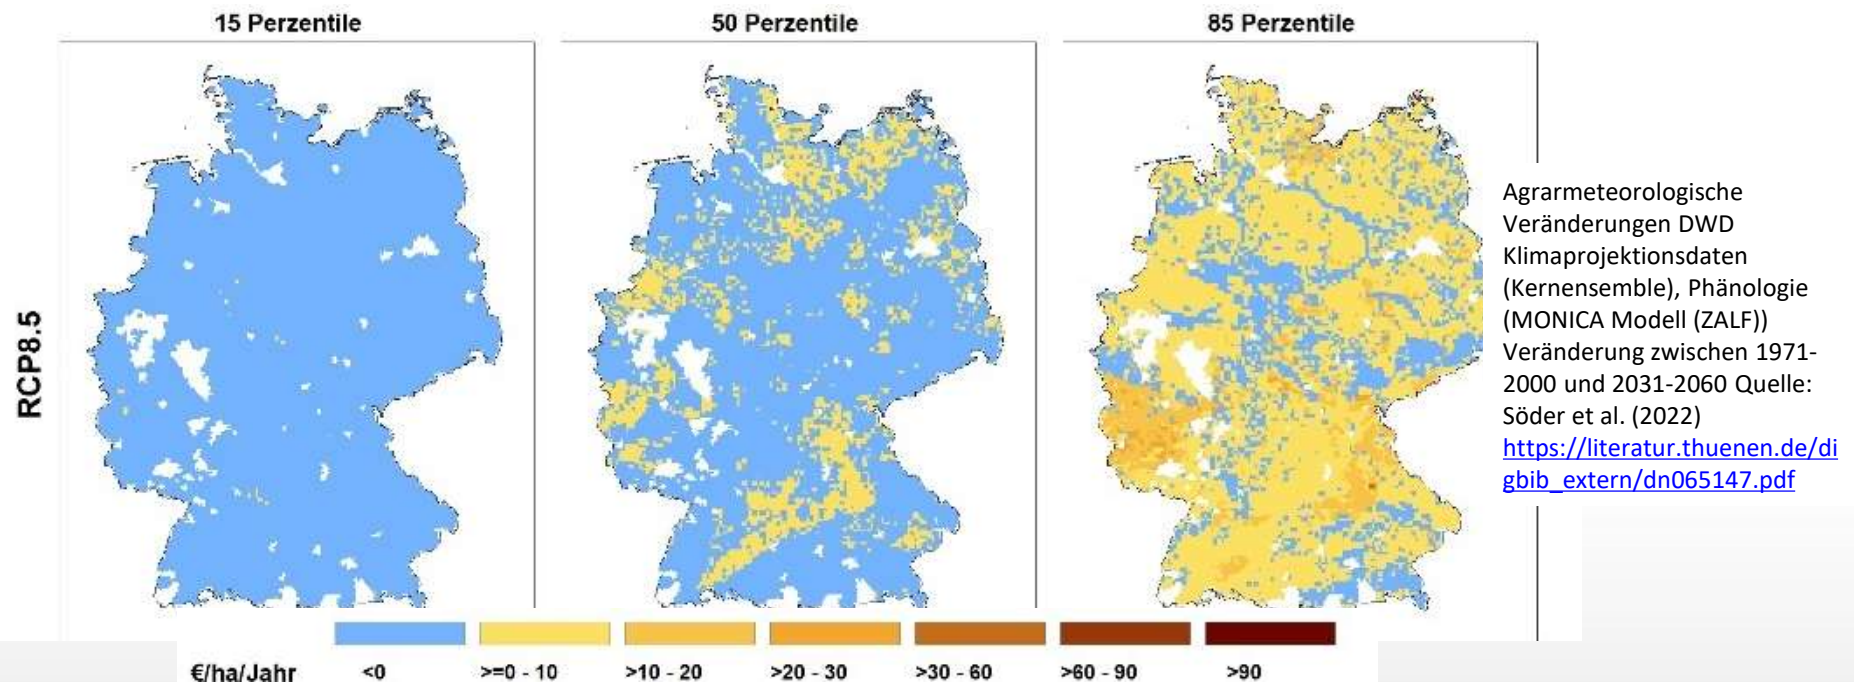 15 Perzentile
50 Perzentile
85 Perzentile
RCP8.5
Agrarmeteorologische
Veränderungen DWD
Klimaprojektionsdaten
(Kernensemble), Phänologie
(MONICA Modell (ZALF))
Veränderung zwischen 1971-
2000 und 2031-2060 Quelle:
Söder et al. (2022)
https://literatur.thuenen.de/di
gbib_extern/dn065147.pdf
€/ha/Jahr <0 >=0 - 10 >10 - 20 >20 - 30 >30 - 60 >60 - 90 >90